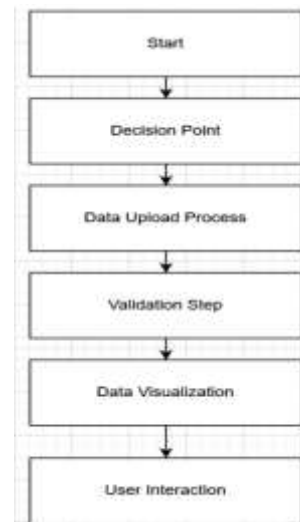 Start
Decision Point
Data Upload Process
Validation Step
Data Visualization
User Interaction